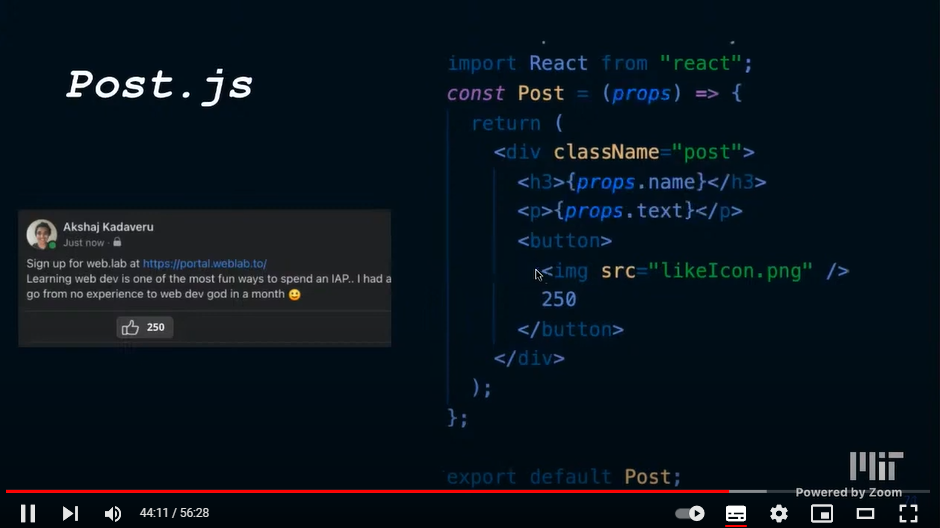 Post.js
Akshaj Kadaveru
Just now ·
Sign up for web.lab at https://portal.weblab.to/
Learning web dev is one of the most fun ways to spend an IAP.. I had a
go from no experience to web dev god in a month 😀
250
import React from "react";
const Post = (props) => {
return (
<div className="post">
<h3>{props.name}</h3>
<p>{props.text}</p>
<button>
<img src="likeIcon.png" />
250
</button>
</div>
);
};
export default Post;
MIT
Powered by Zoom
44:11 / 56:28